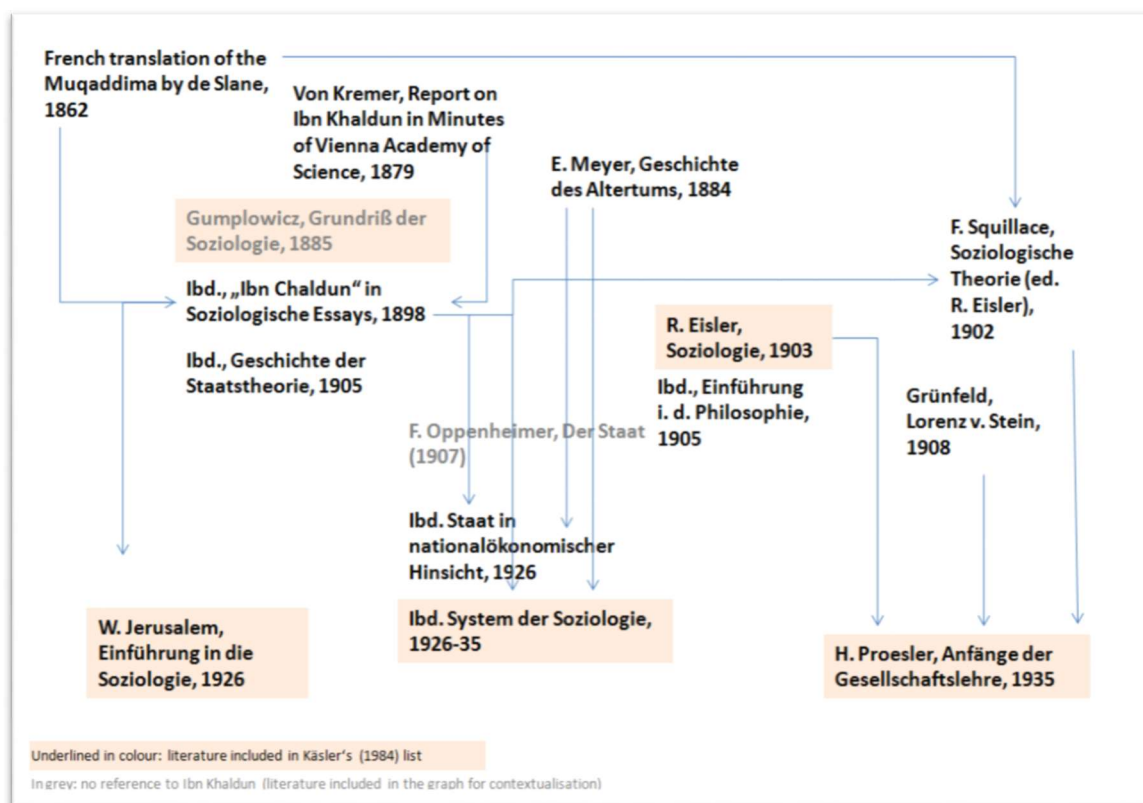 French translation of the
Muqaddima by de Slane,
1862
Von Kremer, Report on
Ibn Khaldun in Minutes
of Vienna Academy of
Science, 1879
E. Meyer, Geschichte
des Altertums, 1884
Gumplowicz, Grundriß der
Soziologie, 1885
Ibd., „Ibn Chaldun“ in
Soziologische Essays, 1898
Ibd., Geschichte der
Staatstheorie, 1905
F. Squillace,
Soziologische
Theorie (ed.
R. Eisler),
1902
R. Eisler,
Soziologie, 1903
Ibd., Einführung
i. d. Philosophie,
1905
Grünfeld,
Lorenz v. Stein,
1908
F. Oppenheimer, Der Staat
(1907)
Ibd. Staat in
nationalökonomischer
Hinsicht, 1926
Ibd. System der Soziologie,
1926-35
W. Jerusalem,
Einführung in die
Soziologie, 1926
H. Proesler, Anfänge der
Gesellschaftslehre, 1935
Underlined in colour: literature included in Käsler's (1984) list
In grey: no reference to Ibn Khaldun (literature included in the graph for contextualisation)